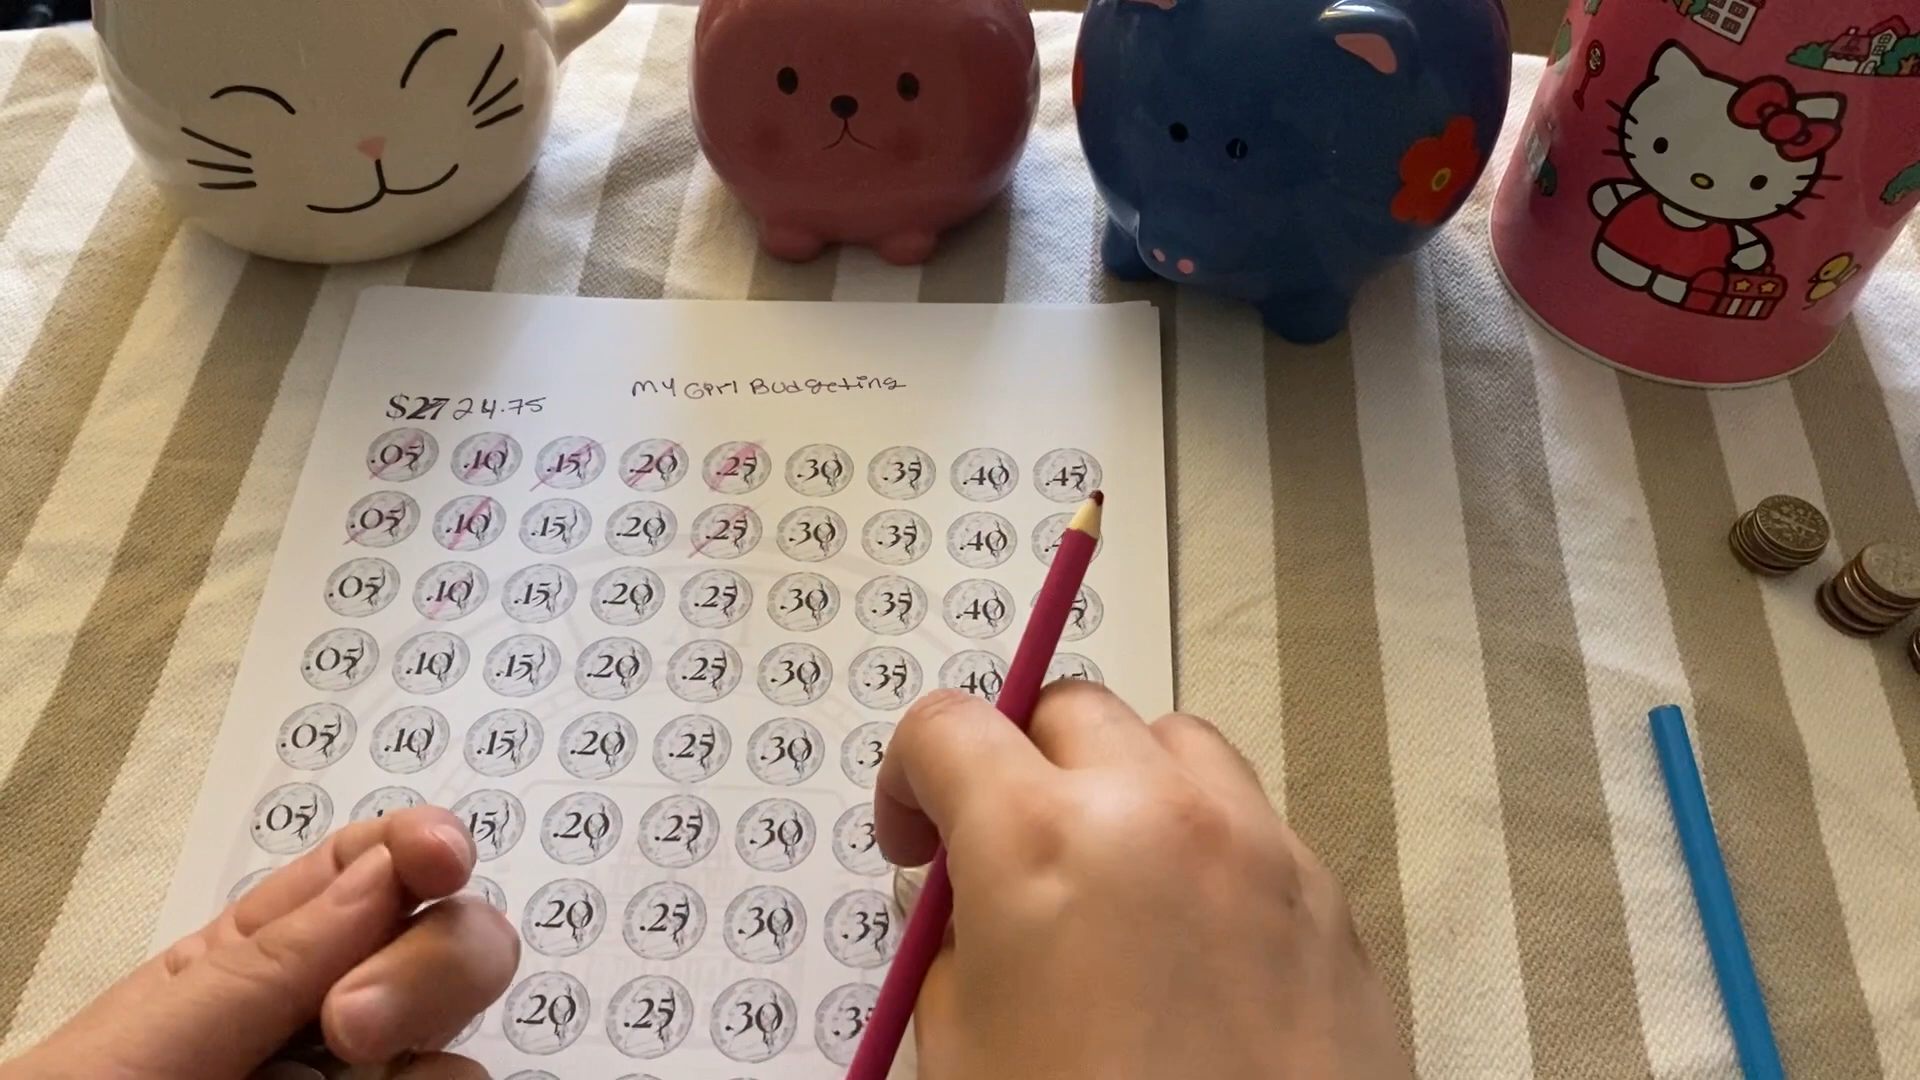 My Girl Budgeting
$27 24.75
.05 .10 .15 .20 .25 .30 .35 .40 .45
.05 .10 .15 .20 .25 .30 .35 .40
.05 .10 .15 .20 .25 .30 .35 .40
.05 .10 .15 .20 .25 .30 .35 .40
.05 .10 .15 .20 .25 .30
.05 .15 .20 .25 .30
.20 .25 .30 .35
.20 .25 .30